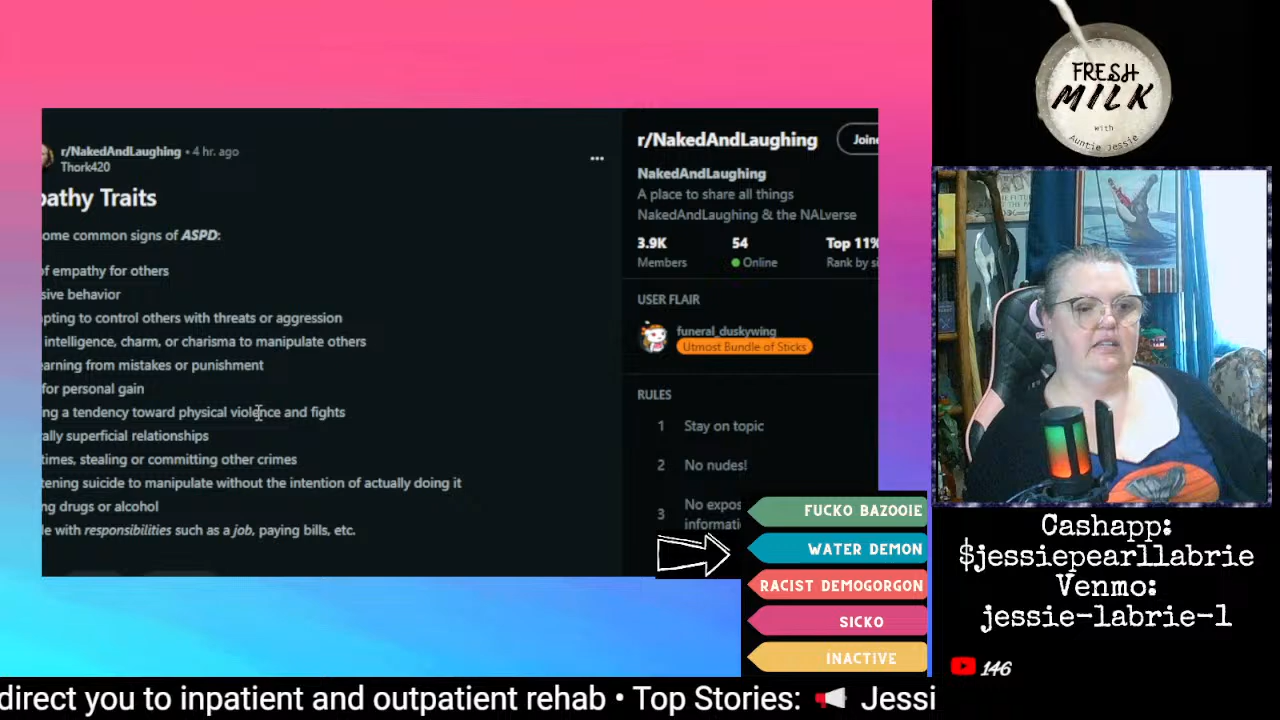 r/NakedAndLaughing • 4 hr. ago
Thork420
pathy Traits
ome common signs of ASPD:
of empathy for others
sive behavior
pting to control others with threats or aggression
intelligence, charm, or charisma to manipulate others
earning from mistakes or punishment
for personal gain
ng a tendency toward physical violence and fights
ally superficial relationships
times, stealing or committing other crimes
tening suicide to manipulate without the intention of actually doing it
ng drugs or alcohol
le with responsibilities such as a job, paying bills, etc.
r/NakedAndLaughing
Joine
NakedAndLaughing
A place to share all things
NakedAndLaughing & the NALverse
3.9K 54 Top 11%
Members Online Rank by si
USER FLAIR
funeral_duskywing
Utmost Bundle of Sticks
RULES
1 Stay on topic
2 No nudes!
3 No expos
informati
FUCKO BAZOOIE
WATER DEMON
RACIST DEMOGORGON
SICKO
INACTIVE
FRESH
MILK
with
Auntie Jessie
Cashapp:
$jessiepearllabrie
Venmo:
jessie-labrie-1
146
direct you to inpatient and outpatient rehab • Top Stories: Jessi